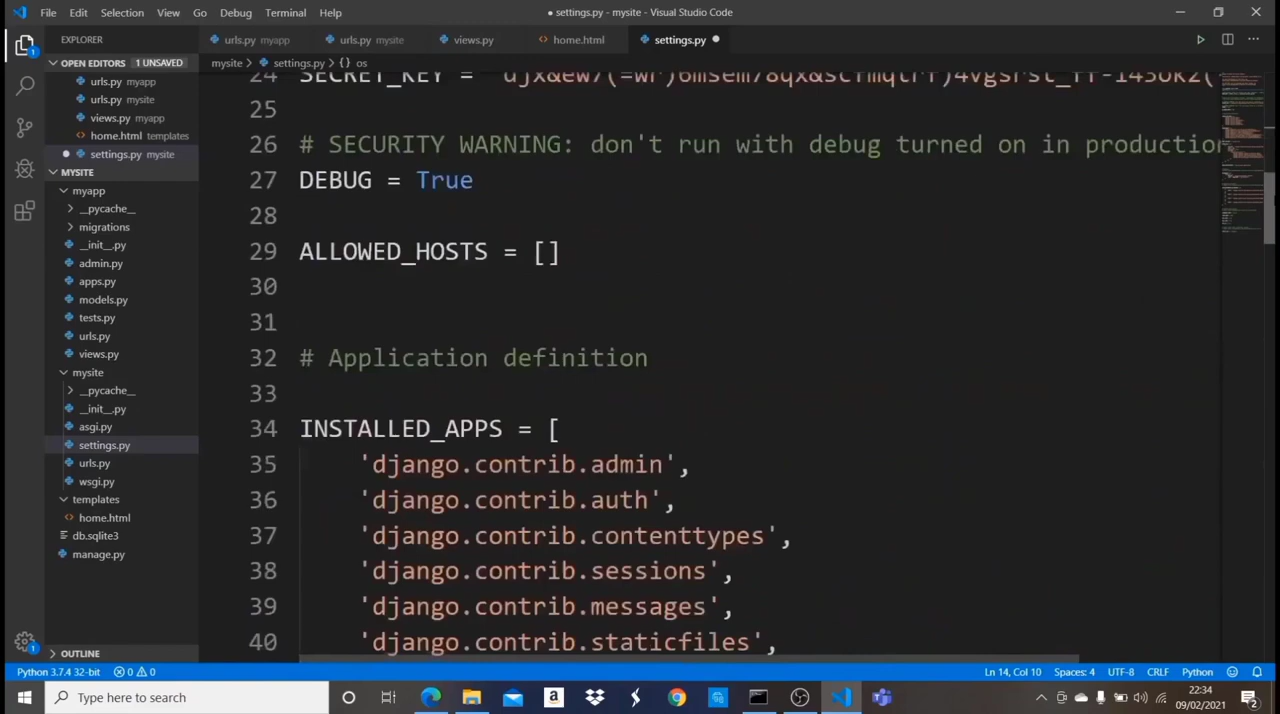 File Edit Selection View Go Debug Terminal Help
● settings.py - mysite - Visual Studio Code
EXPLORER
urls.py myapp
urls.py mysite
views.py
home.html
settings.py
OPEN EDITORS 1 UNSAVED
urls.py myapp
urls.py mysite
views.py myapp
home.html templates
settings.py mysite
MYSITE
myapp
__pycache__
migrations
__init__.py
admin.py
apps.py
models.py
tests.py
urls.py
views.py
mysite
__pycache__
__init__.py
asgi.py
settings.py
urls.py
wsgi.py
templates
home.html
db.sqlite3
manage.py
OUTLINE
mysite > settings.py > {} os
24 SECRET_KEY =
25
26 # SECURITY WARNING: don't run with debug turned on in productio
27 DEBUG = True
28
29 ALLOWED_HOSTS = []
30
31
32 # Application definition
33
34 INSTALLED_APPS = [
35 'django.contrib.admin',
36 'django.contrib.auth',
37 'django.contrib.contenttypes',
38 'django.contrib.sessions',
39 'django.contrib.messages',
40 'django.contrib.staticfiles',
Python 3.7.4 32-bit 0 0
Ln 14, Col 10 Spaces: 4 UTF-8 CRLF Python
Type here to search
22:34
09/02/2021
2